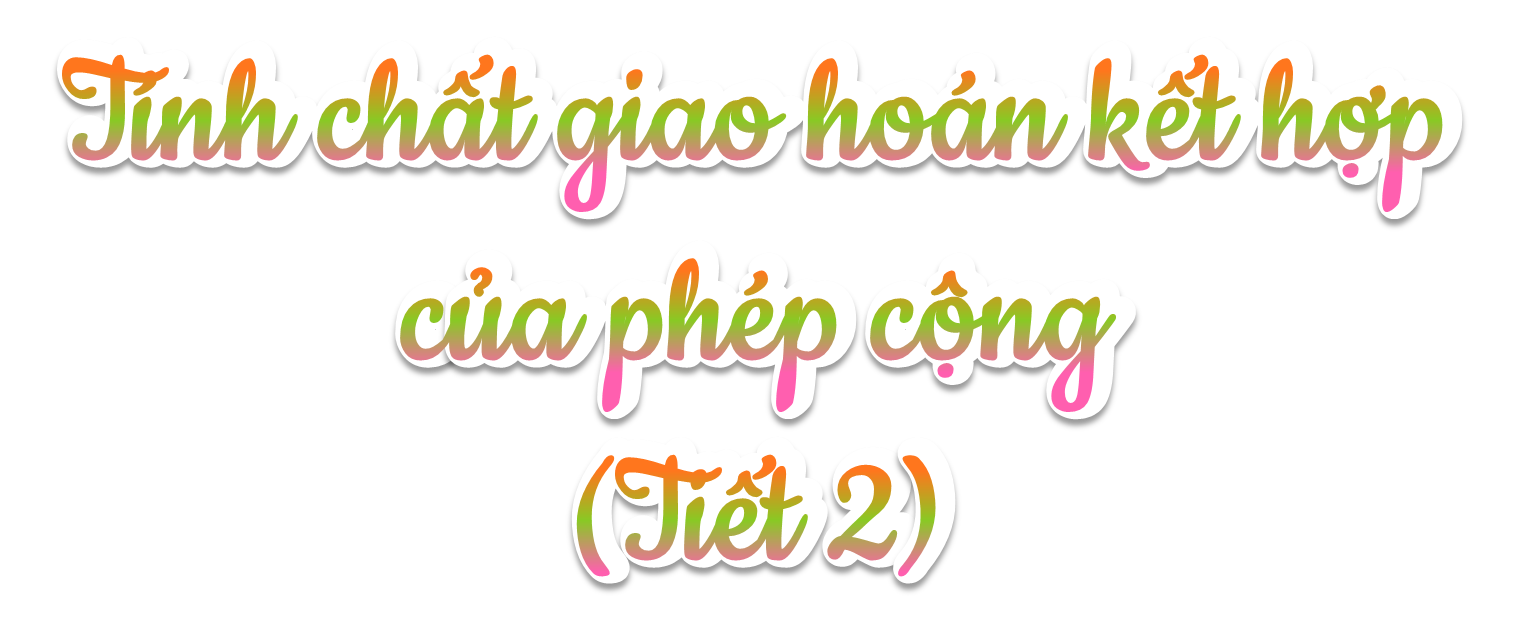 Tính chất giao hoán kết hợp
của phép cộng
(Tiết 2)